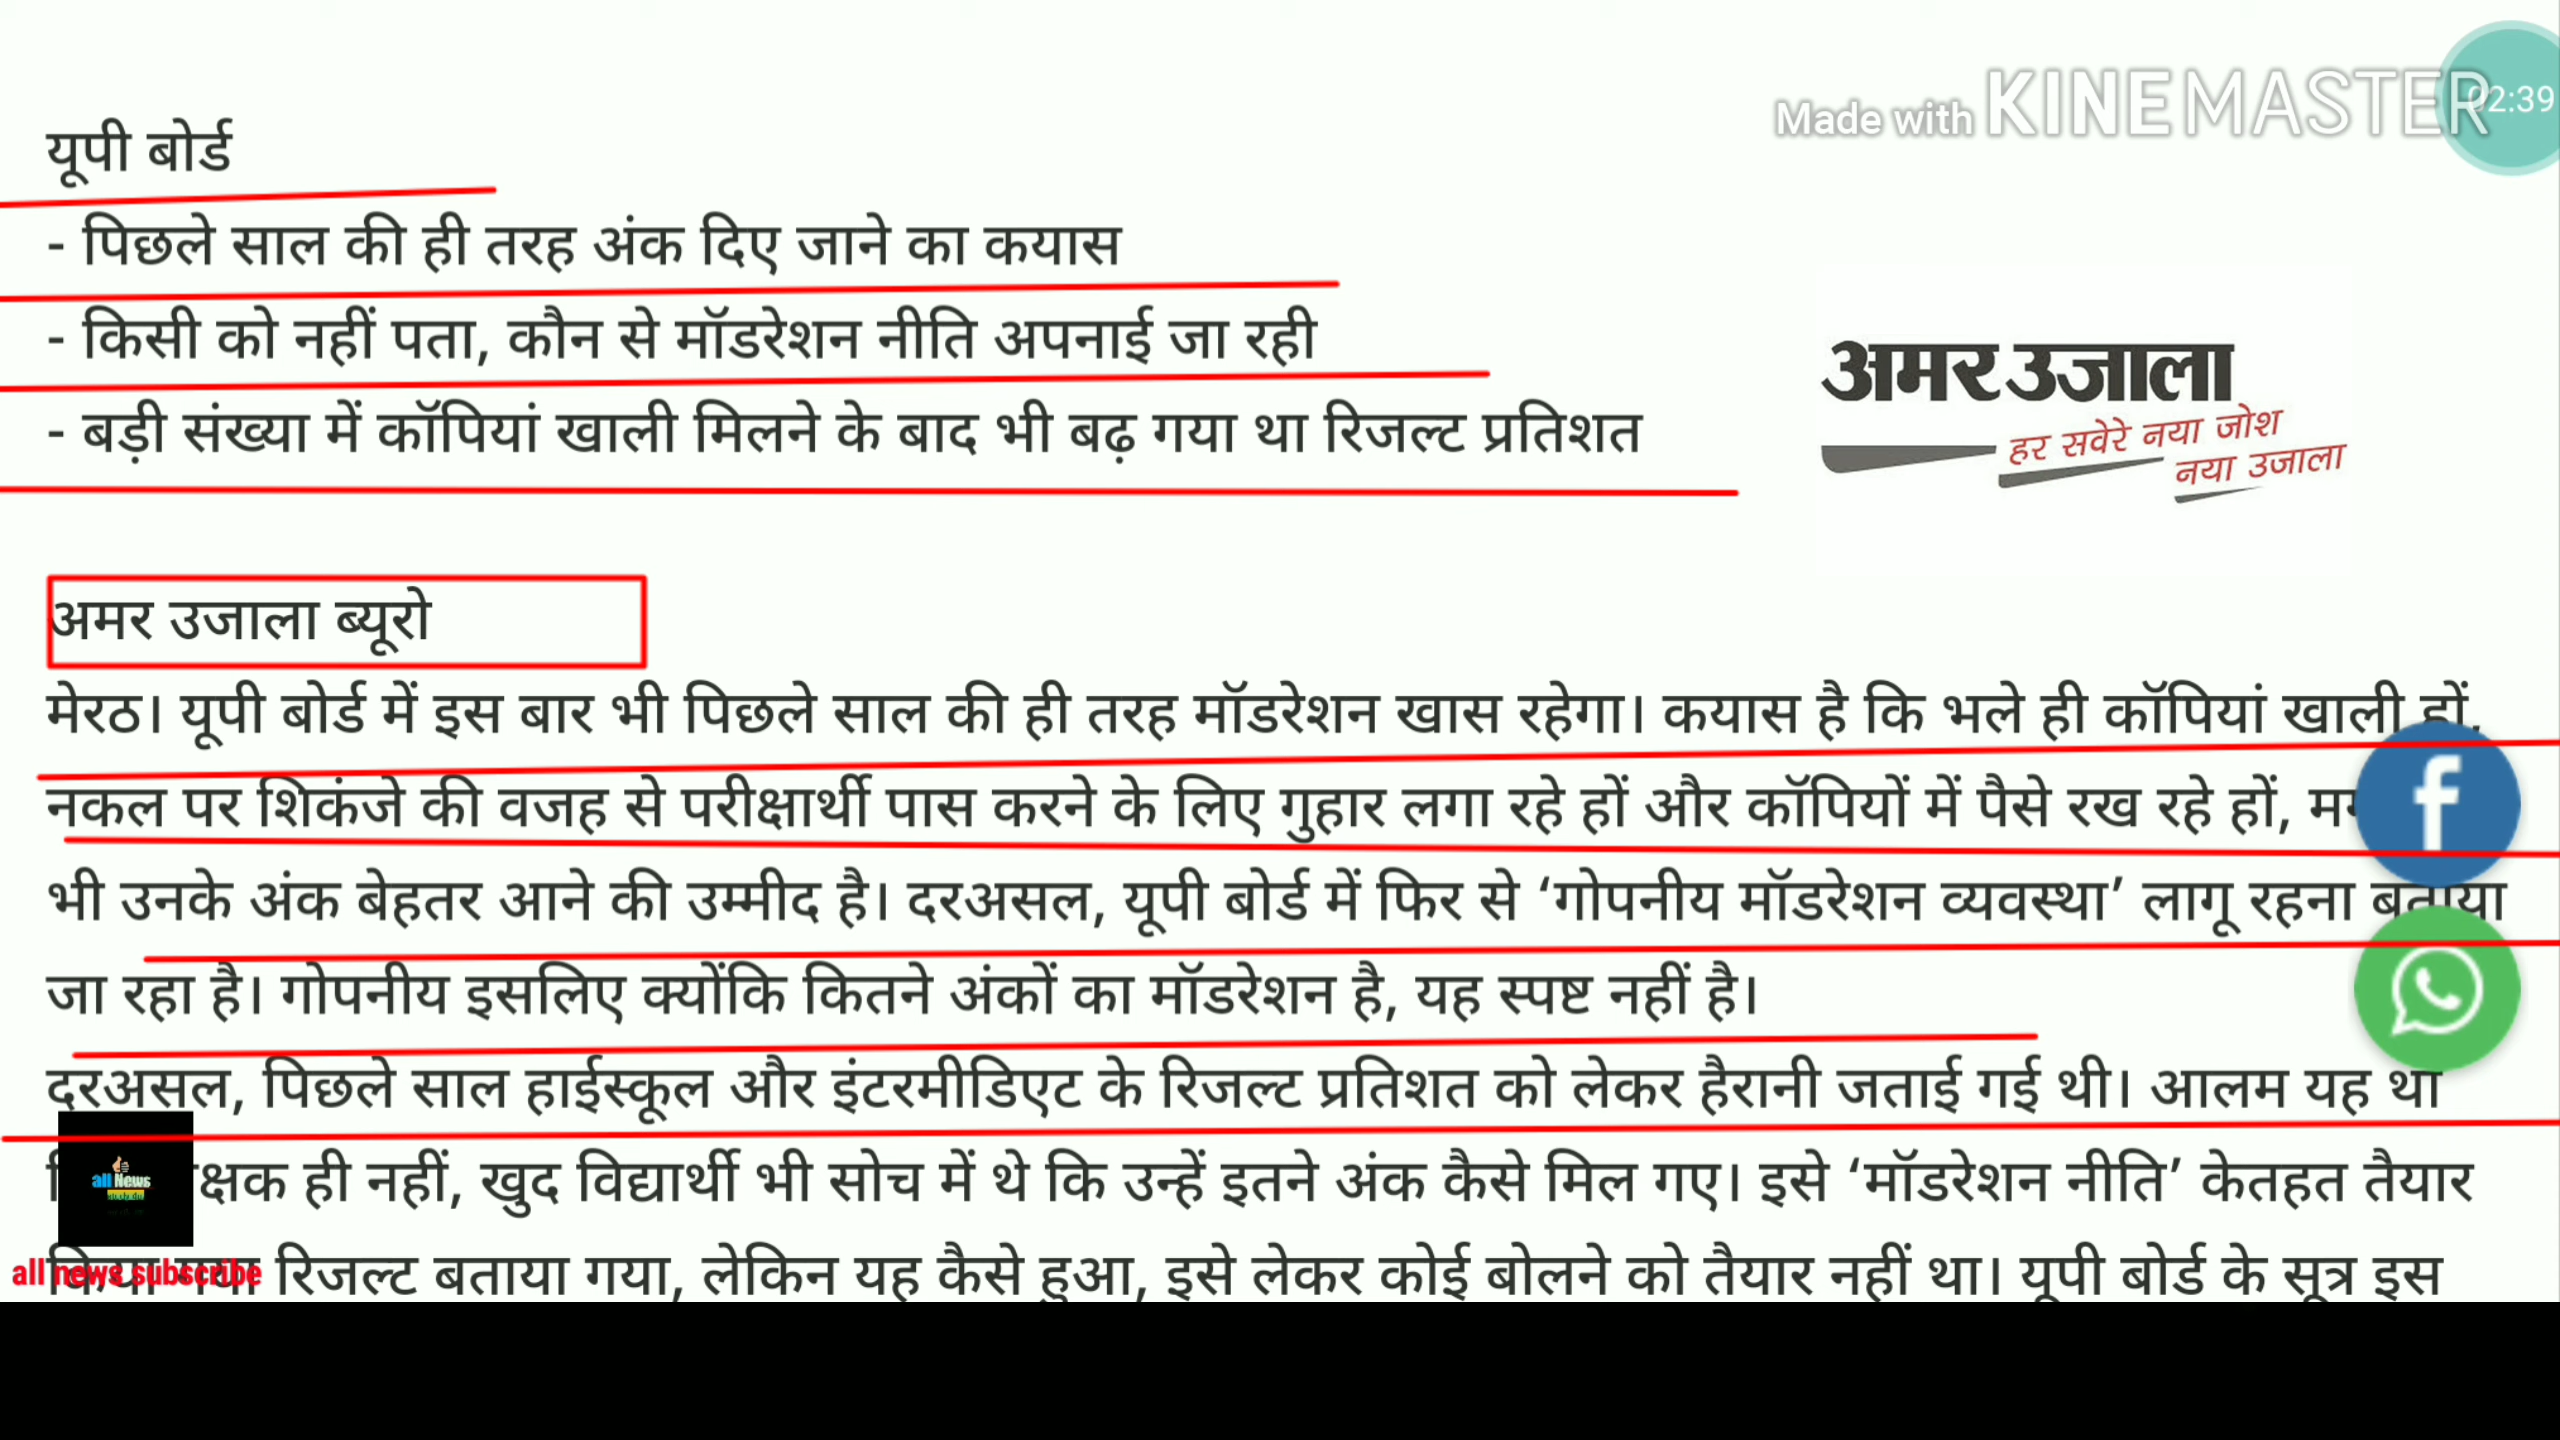 Made with KINEMASTER
02:39
यूपी बोर्ड
- पिछले साल की ही तरह अंक दिए जाने का कयास
- किसी को नहीं पता, कौन से मॉडरेशन नीति अपनाई जा रही
- बड़ी संख्या में कॉपियां खाली मिलने के बाद भी बढ़ गया था रिजल्ट प्रतिशत
अमर उजाला
हर सवेरे नया जोश
नया उजाला
अमर उजाला ब्यूरो
मेरठ। यूपी बोर्ड में इस बार भी पिछले साल की ही तरह मॉडरेशन खास रहेगा। कयास है कि भले ही कॉपियां खाली हों,
नकल पर शिकंजे की वजह से परीक्षार्थी पास करने के लिए गुहार लगा रहे हों और कॉपियों में पैसे रख रहे हों,
भी उनके अंक बेहतर आने की उम्मीद है। दरअसल, यूपी बोर्ड में फिर से ‘गोपनीय मॉडरेशन व्यवस्था’ लागू रहना बताया
जा रहा है। गोपनीय इसलिए क्योंकि कितने अंकों का मॉडरेशन है, यह स्पष्ट नहीं है।
दरअसल, पिछले साल हाईस्कूल और इंटरमीडिएट के रिजल्ट प्रतिशत को लेकर हैरानी जताई गई थी। आलम यह था
ही नहीं, खुद विद्यार्थी भी सोच में थे कि उन्हें इतने अंक कैसे मिल गए। इसे ‘मॉडरेशन नीति’ केतहत तैयार
all News
all news subscribe
रिजल्ट बताया गया, लेकिन यह कैसे हुआ, इसे लेकर कोई बोलने को तैयार नहीं था। यूपी बोर्ड के सूत्र इस